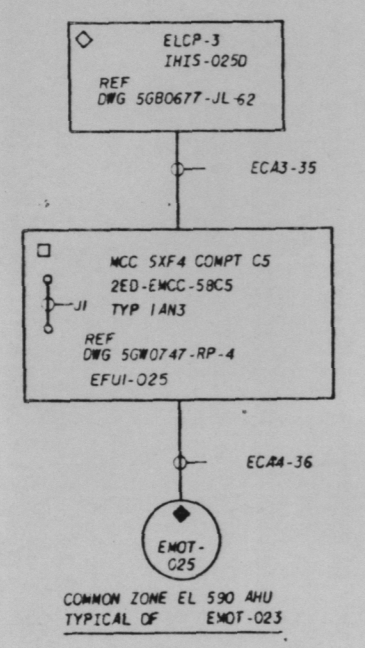 ELCP-3
IHIS-025D
REF
DWG 5GB0677-JL-62
ECA3-35
MCC SXF4 COMPT C5
2ED-EMCC-58C5
J1
TYP 1AN3
REF
DWG 5GW0747-RP-4
EFU1-025
ECA4-36
EMOT-
025
COMMON ZONE EL 590 AHU
TYPICAL OF EMOT-023